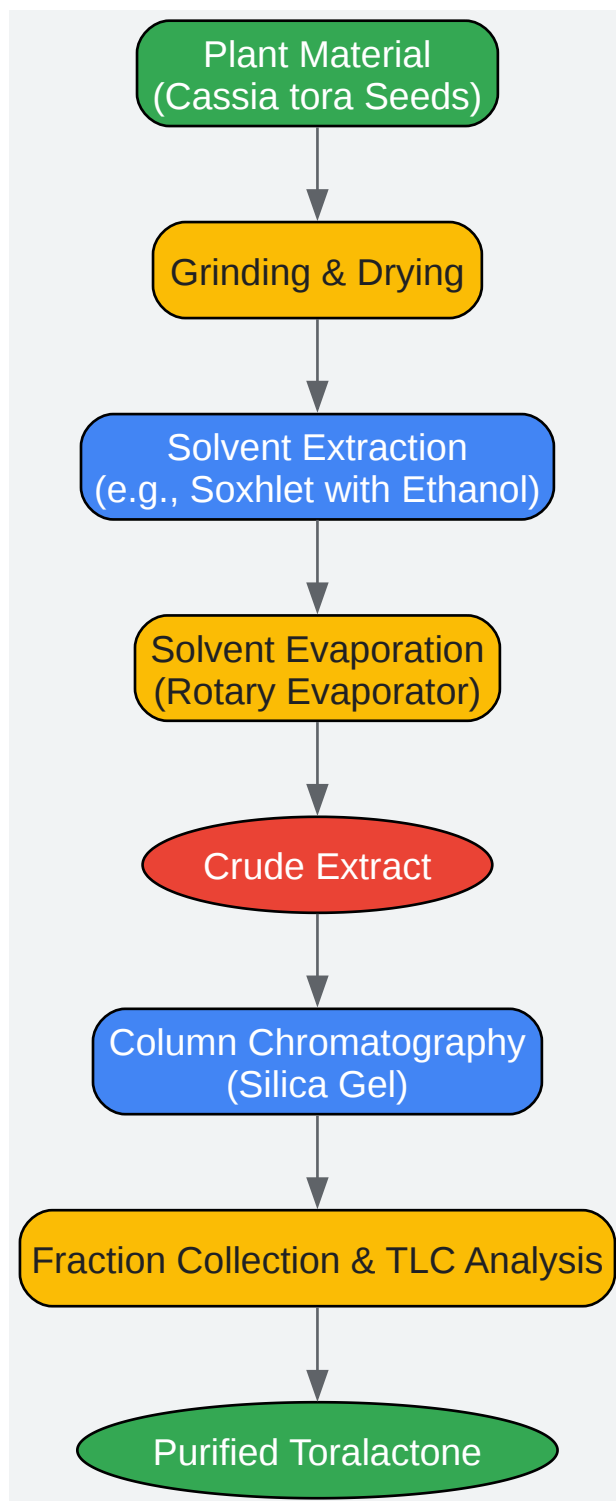 Plant Material
(Cassia tora Seeds)
Grinding & Drying
Solvent Extraction
(e.g., Soxhlet with Ethanol)
Solvent Evaporation
(Rotary Evaporator)
Crude Extract
Column Chromatography
(Silica Gel)
Fraction Collection & TLC Analysis
Purified Toralactone